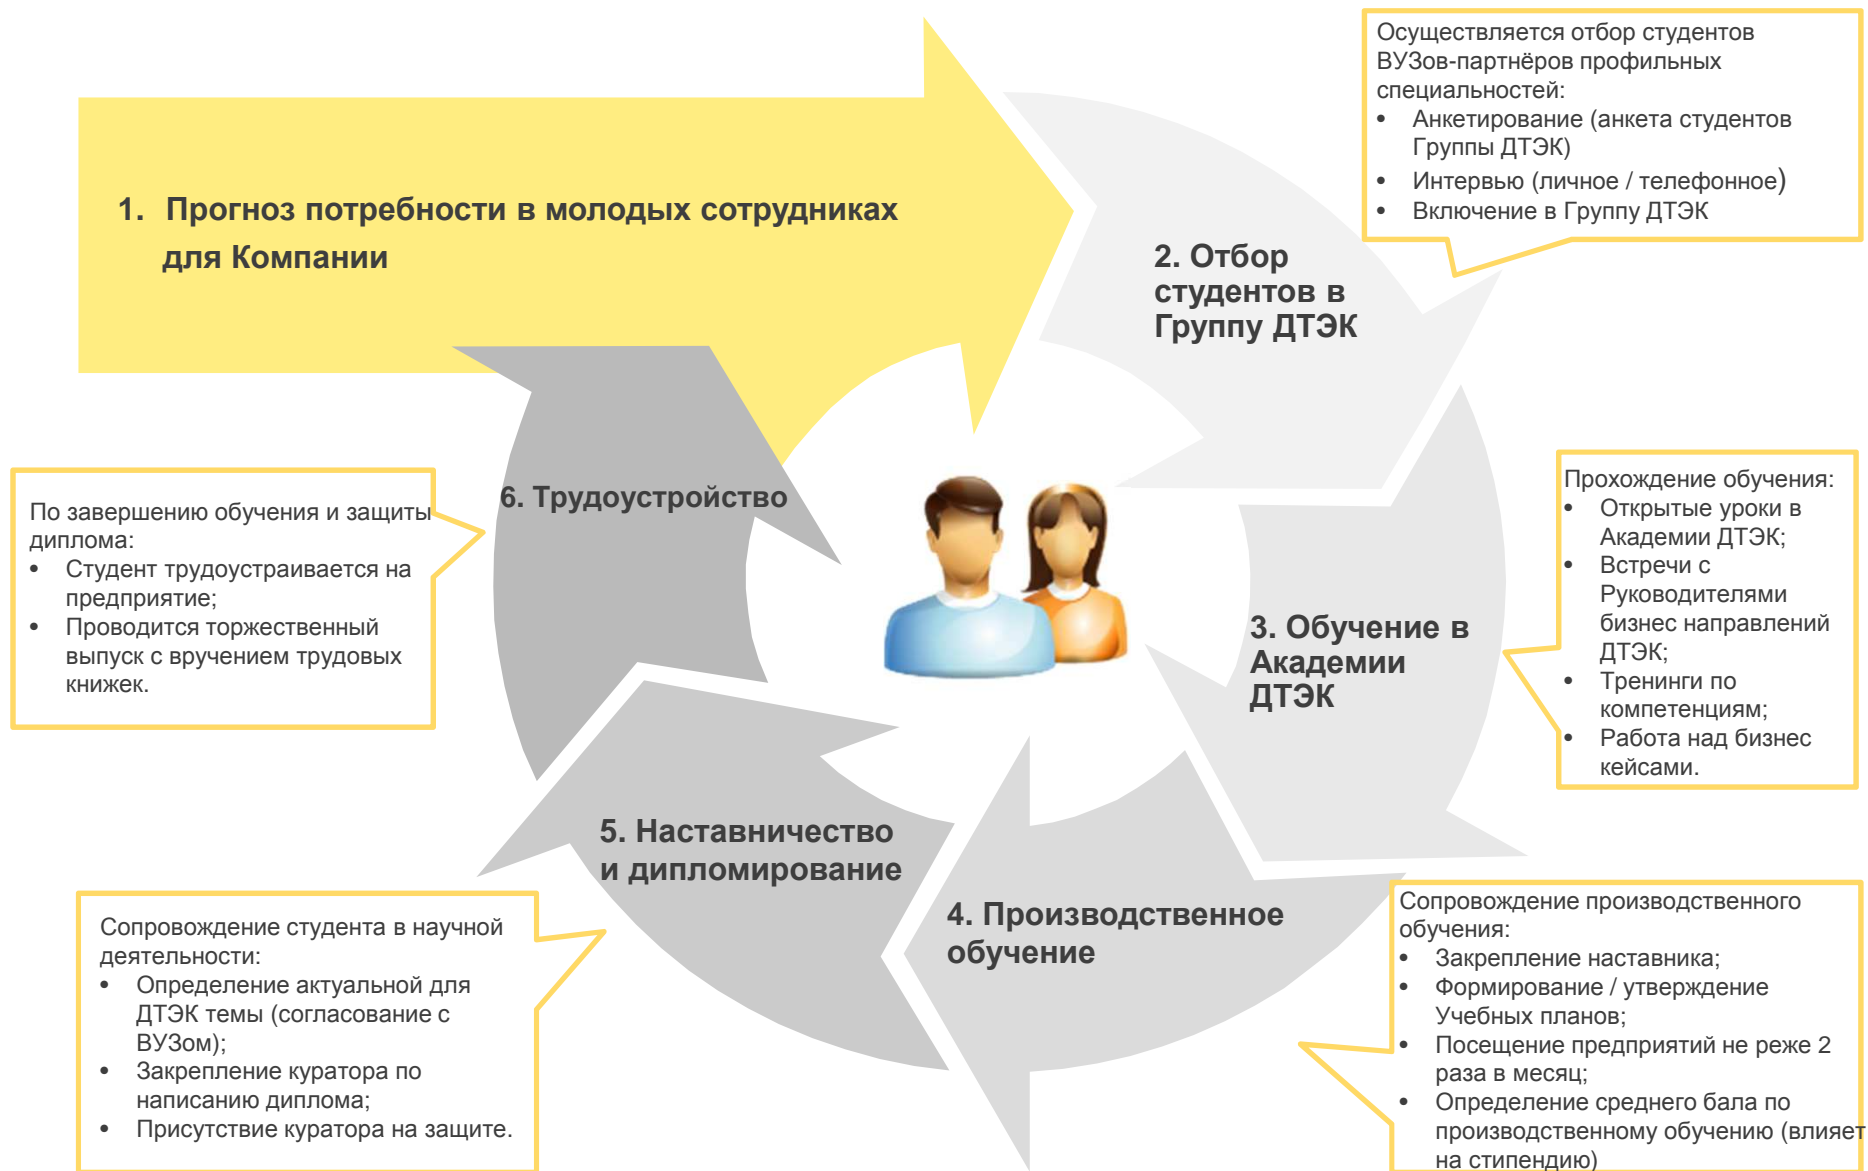 1. Прогноз потребности в молодых сотрудниках
для Компании
Осуществляется отбор студентов
ВУЗов-партнёров профильных
специальностей:
• Анкетирование (анкета студентов
Группы ДТЭК)
• Интервью (личное / телефонное)
• Включение в Группу ДТЭК
2. Отбор
студентов в
Группу ДТЭК
Прохождение обучения:
• Открытые уроки в
Академии ДТЭК;
• Встречи с
Руководителями
бизнес направлений
ДТЭК;
• Тренинги по
компетенциям;
• Работа над бизнес
кейсами.
3. Обучение в
Академии
ДТЭК
4. Производственное
обучение
Сопровождение производственного
обучения:
• Закрепление наставника;
• Формирование / утверждение
Учебных планов;
• Посещение предприятий не реже 2
раза в месяц;
• Определение среднего бала по
производственному обучению (влияет
на стипендию)
5. Наставничество
и дипломирование
Сопровождение студента в научной
деятельности:
• Определение актуальной для
ДТЭК темы (согласование с
ВУЗом);
• Закрепление куратора по
написанию диплома;
• Присутствие куратора на защите.
6. Трудоустройство
По завершению обучения и защиты
диплома:
• Студент трудоустраивается на
предприятие;
• Проводится торжественный
выпуск с вручением трудовых
книжек.